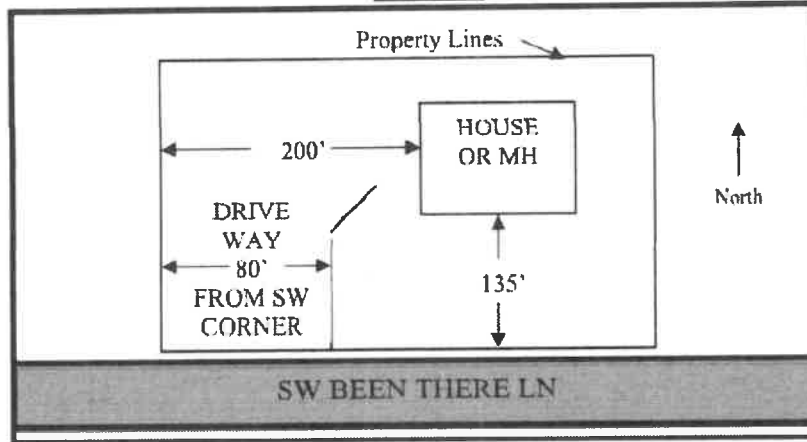 Property Lines
HOUSE
OR MH
200'
North
DRIVE
WAY
80'
FROM SW
CORNER
135'
SW BEEN THERE LN